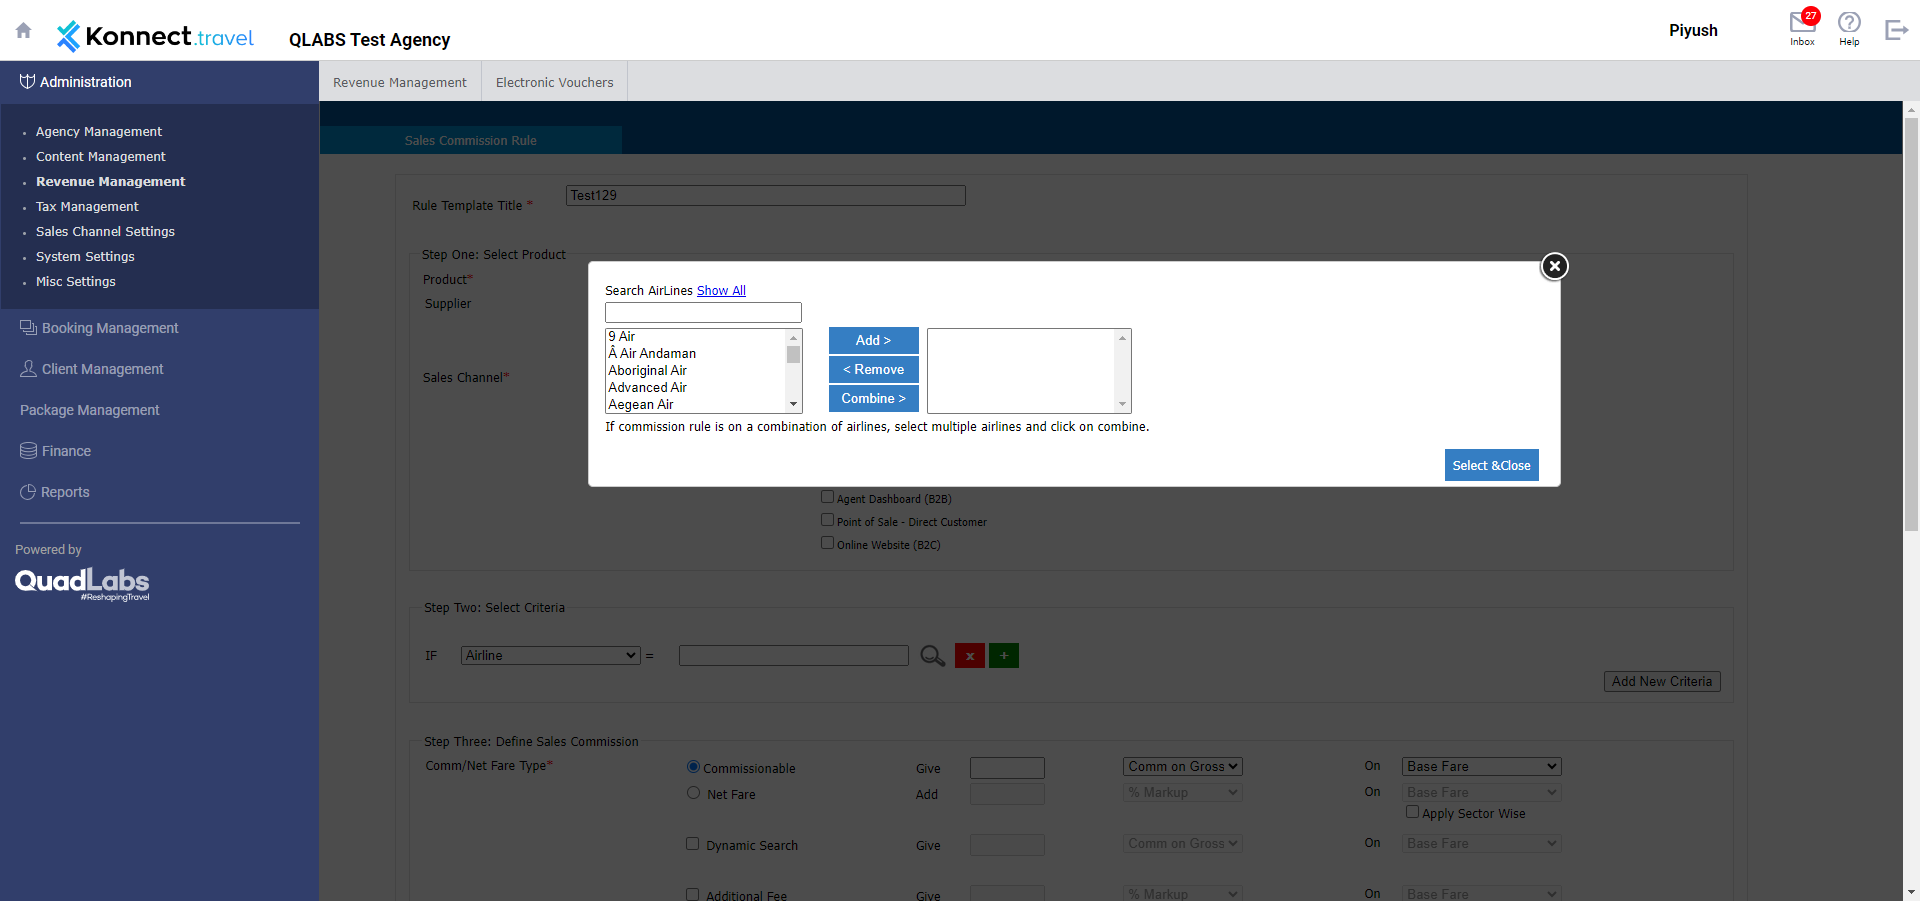 Konnect.travel
QLABS Test Agency
Piyush
27
Inbox
Help
Administration
Agency Management
Content Management
Revenue Management
Tax Management
Sales Channel Settings
System Settings
Misc Settings
Booking Management
Client Management
Package Management
Finance
Reports
Powered by
QuadLabs
#ReshapingTravel
Revenue Management
Electronic Vouchers
Sales Commission Rule
Rule Template Title *
Test129
Step One: Select Product
Product*
Supplier
Sales Channel*
Search AirLines Show All
9 Air
Â Air Andaman
Aboriginal Air
Advanced Air
Aegean Air
Add >
< Remove
Combine >
If commission rule is on a combination of airlines, select multiple airlines and click on combine.
Select &Close
Agent Dashboard (B2B)
Point of Sale - Direct Customer
Online Website (B2C)
Step Two: Select Criteria
IF Airline = x +
Add New Criteria
Step Three: Define Sales Commission
Comm/Net Fare Type* Commissionable Give Comm on Gross On Base Fare
Net Fare Add % Markup On Base Fare
Apply Sector Wise
Dynamic Search Give Comm on Gross On Base Fare
Additional Fee Give % Markup On Base Fare